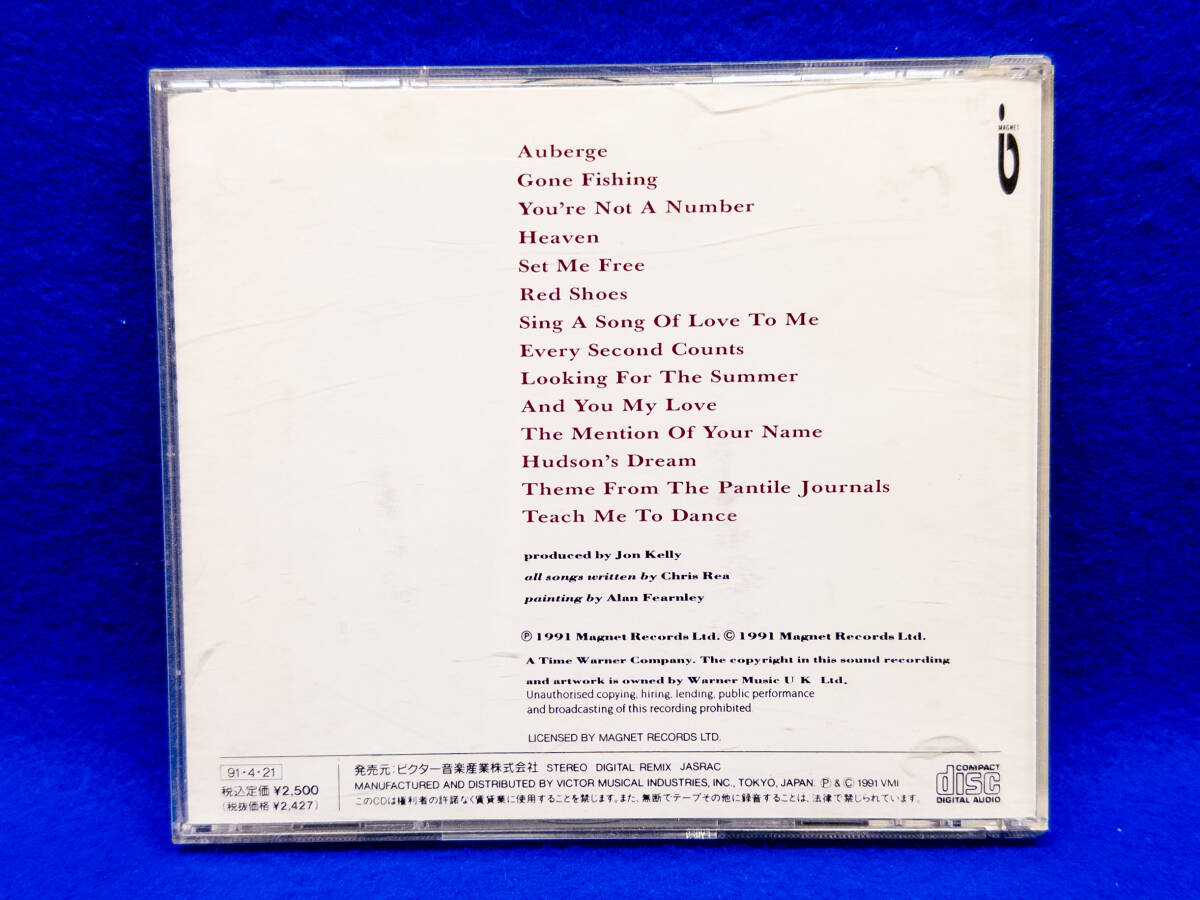 MAGNET
Auberge
Gone Fishing
You're Not A Number
Heaven
Set Me Free
Red Shoes
Sing A Song Of Love To Me
Every Second Counts
Looking For The Summer
And You My Love
The Mention Of Your Name
Hudson's Dream
Theme From The Pantile Journals
Teach Me To Dance
produced by Jon Kelly
all songs written by Chris Rea
painting by Alan Fearnley
Ⓟ 1991 Magnet Records Ltd. © 1991 Magnet Records Ltd.
A Time Warner Company. The copyright in this sound recording
and artwork is owned by Warner Music U K Ltd.
Unauthorised copying, hiring, lending, public performance
and broadcasting of this recording prohibited
LICENSED BY MAGNET RECORDS LTD.
91・4・21
税込定価 ¥2,500
(税抜価格 ¥2,427)
発売元:ビクター音楽産業株式会社 STEREO DIGITAL REMIX JASRAC
MANUFACTURED AND DISTRIBUTED BY VICTOR MUSICAL INDUSTRIES, INC., TOKYO, JAPAN Ⓟ & © 1991 VMI
このCDは権利者の許諾なく賃貸業に使用することを禁じます。また、無断でテープその他に録音することは、法律で禁じられています。
COMPACT
disc
DIGITAL AUDIO